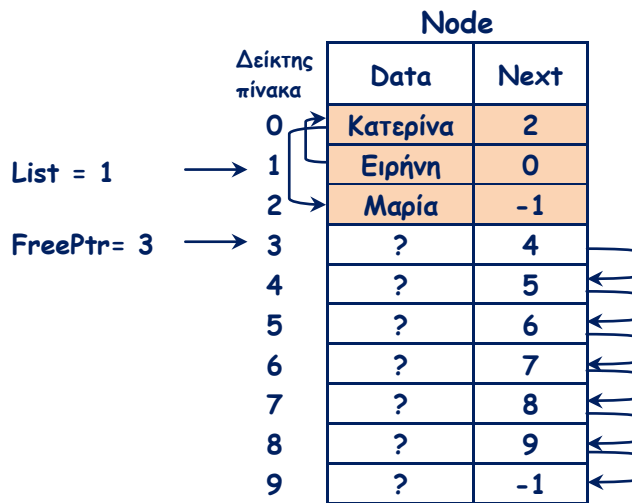 Node
Δείκτης πίνακα Data Next
0 Κατερίνα 2
List = 1 1 Ειρήνη 0
2 Μαρία -1
FreePtr= 3 3 ? 4
4 ? 5
5 ? 6
6 ? 7
7 ? 8
8 ? 9
9 ? -1